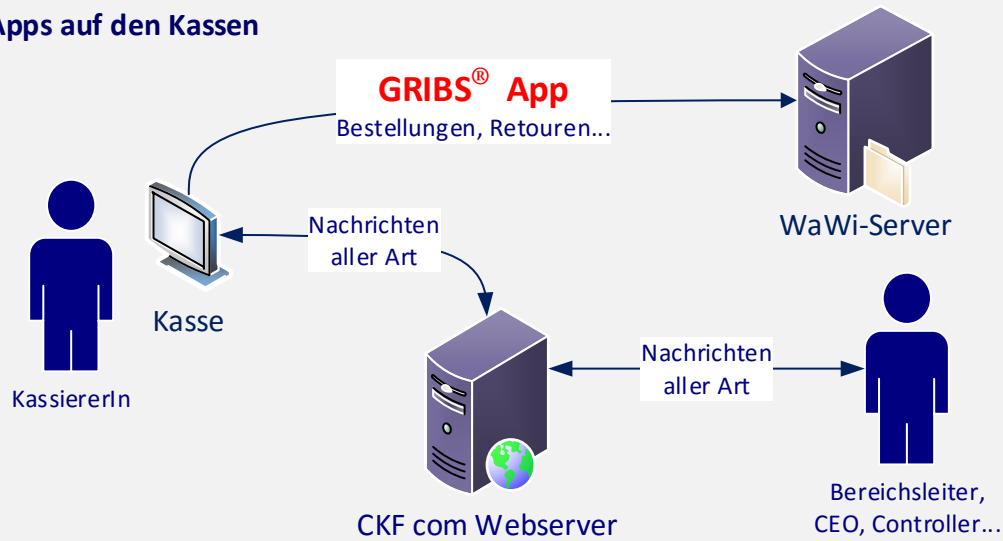 Apps auf den Kassen
GRIBS® App
Bestellungen, Retouren...
WaWi-Server
Nachrichten
aller Art
Kasse
KassiererIn
Nachrichten
aller Art
CKF com Webserver
Bereichsleiter,
CEO, Controller...